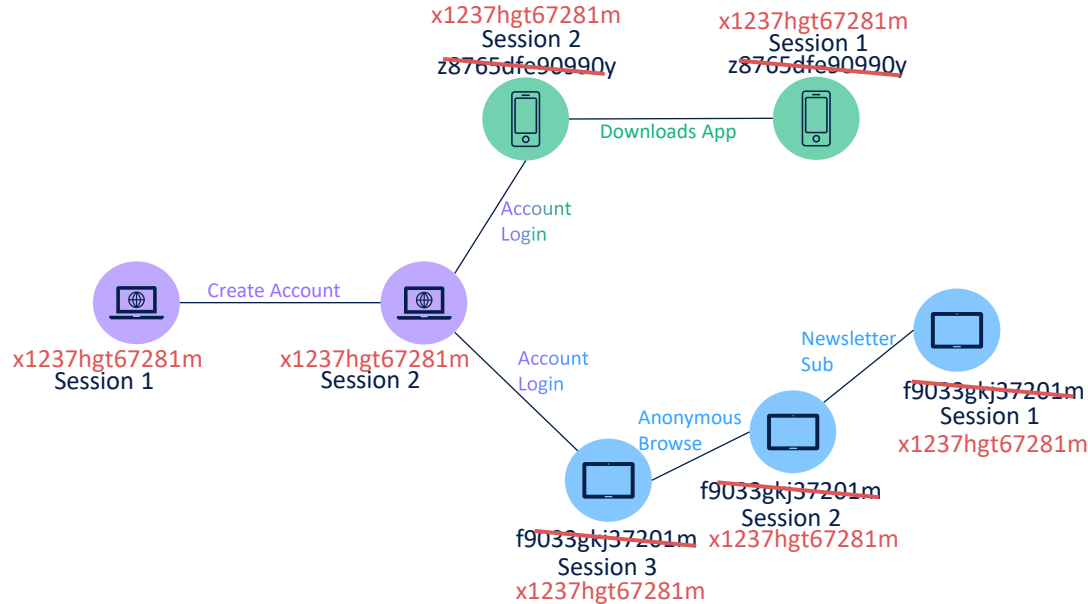 x1237hgt67281m
Session 2
z8765dfe90990y
x1237hgt67281m
Session 1
z8765dfe90990y
Downloads App
Account
Login
Create Account
x1237hgt67281m
Session 1
x1237hgt67281m
Session 2
Account
Login
Newsletter
Sub
Anonymous
Browse
f9033gkj37201m
Session 1
x1237hgt67281m
f9033gkj37201m
Session 2
x1237hgt67281m
f9033gkj37201m
Session 3
x1237hgt67281m